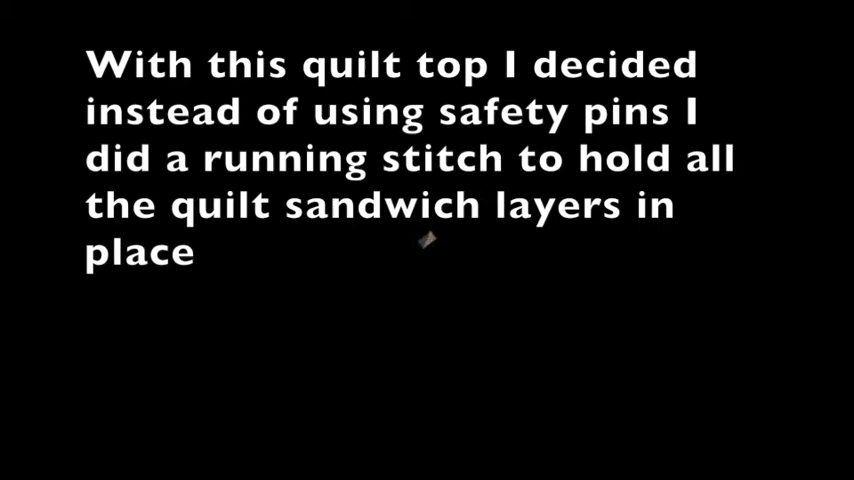 With this quilt top I decided
instead of using safety pins I
did a running stitch to hold all
the quilt sandwich layers in
place